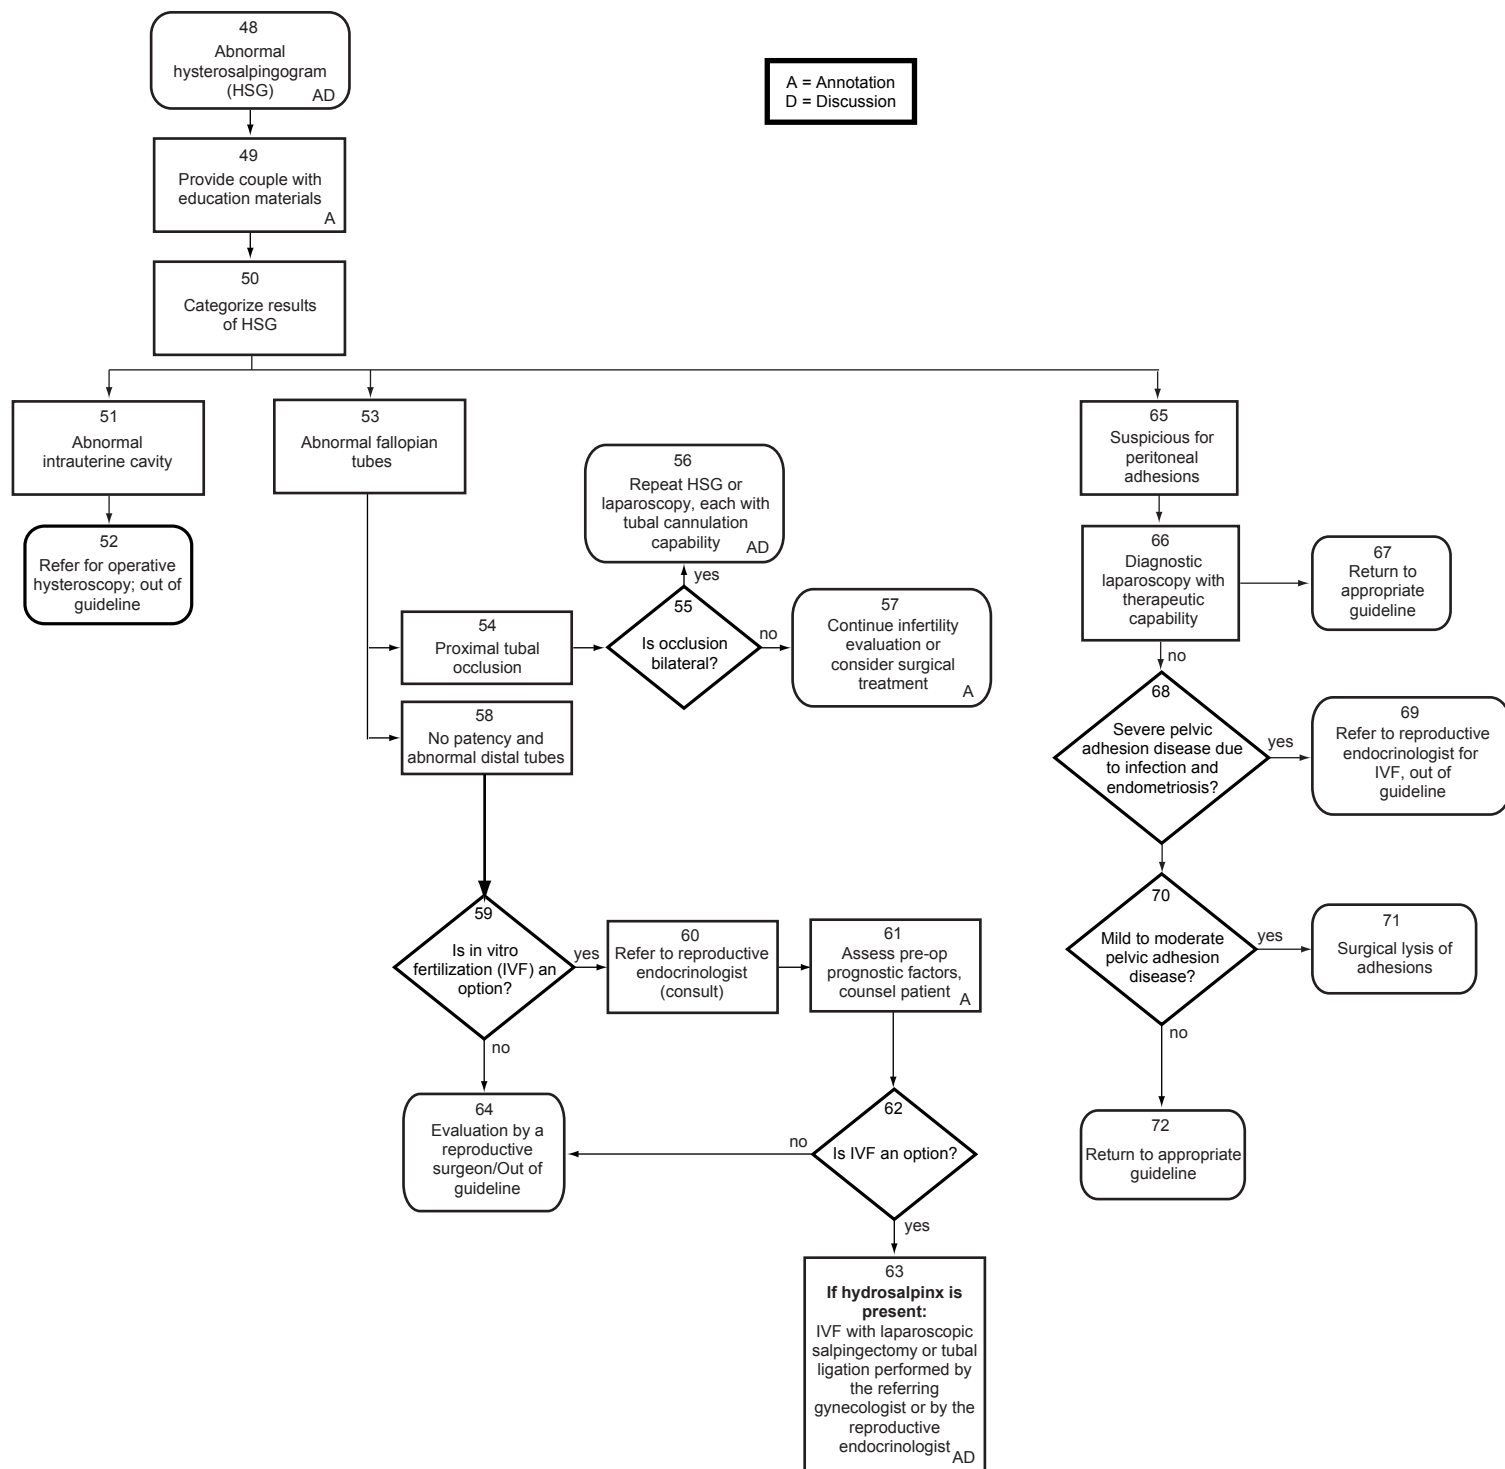 48
Abnormal
hysterosalpingogram
(HSG)
AD
A = Annotation
D = Discussion
49
Provide couple with
education materials
A
50
Categorize results
of HSG
51
Abnormal
intrauterine cavity
52
Refer for operative
hysteroscopy; out of
guideline
53
Abnormal fallopian
tubes
54
Proximal tubal
occlusion
55
Is occlusion
bilateral?
yes
56
Repeat HSG or
laparoscopy, each with
tubal cannulation
capability
AD
no
57
Continue infertility
evaluation or
consider surgical
treatment
A
58
No patency and
abnormal distal tubes
59
Is in vitro
fertilization (IVF) an
option?
yes
60
Refer to reproductive
endocrinologist
(consult)
61
Assess pre-op
prognostic factors,
counsel patient
A
no
62
Is IVF an option?
no
yes
63
If hydrosalpinx is
present:
IVF with laparoscopic
salpingectomy or tubal
ligation performed by
the referring
gynecologist or by the
reproductive
endocrinologist
AD
64
Evaluation by a
reproductive
surgeon/Out of
guideline
65
Suspicious for
peritoneal
adhesions
66
Diagnostic
laparoscopy with
therapeutic
capability
67
Return to
appropriate
guideline
no
68
Severe pelvic
adhesion disease due
to infection and
endometriosis?
yes
69
Refer to reproductive
endocrinologist for
IVF, out of
guideline
70
Mild to moderate
pelvic adhesion
disease?
yes
71
Surgical lysis of
adhesions
no
72
Return to appropriate
guideline